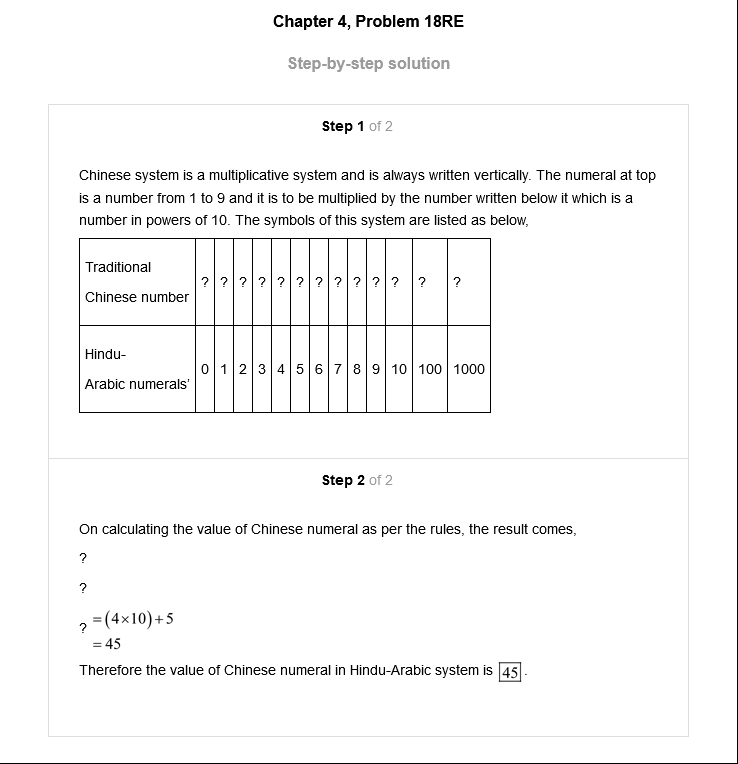 Chapter 4, Problem 18RE
Step-by-step solution
Step 1 of 2
Chinese system is a multiplicative system and is always written vertically. The numeral at top
is a number from 1 to 9 and it is to be multiplied by the number written below it which is a
number in powers of 10. The symbols of this system are listed as below,
Traditional
Chinese number ? ? ? ? ? ? ? ? ? ? ? ? ?
Hindu-
Arabic numerals’ 0 1 2 3 4 5 6 7 8 9 10 100 1000
Step 2 of 2
On calculating the value of Chinese numeral as per the rules, the result comes,
?
?
? =(4×10)+5
=45
Therefore the value of Chinese numeral in Hindu-Arabic system is 45.